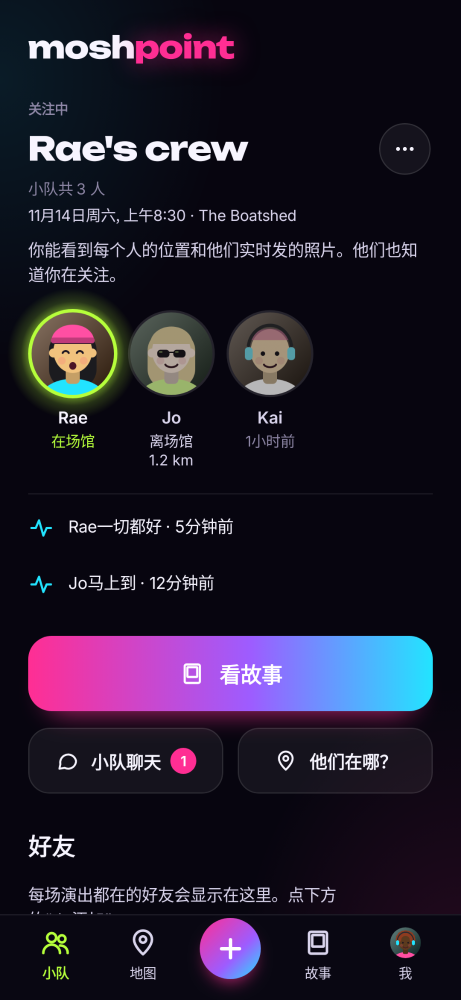 moshpoint
关注中
Rae's crew
小队共 3 人
11月14日周六, 上午8:30 · The Boatshed
你能看到每个人的位置和他们实时发的照片。他们也知
道你在关注。
Rae
Jo
Kai
在场馆
离场馆
1小时前
1.2 km
Rae一切都好 · 5分钟前
Jo马上到 · 12分钟前
看故事
小队聊天 1
他们在哪？
好友
每场演出都在的好友会显示在这里。点下方
小队
地图
故事
我